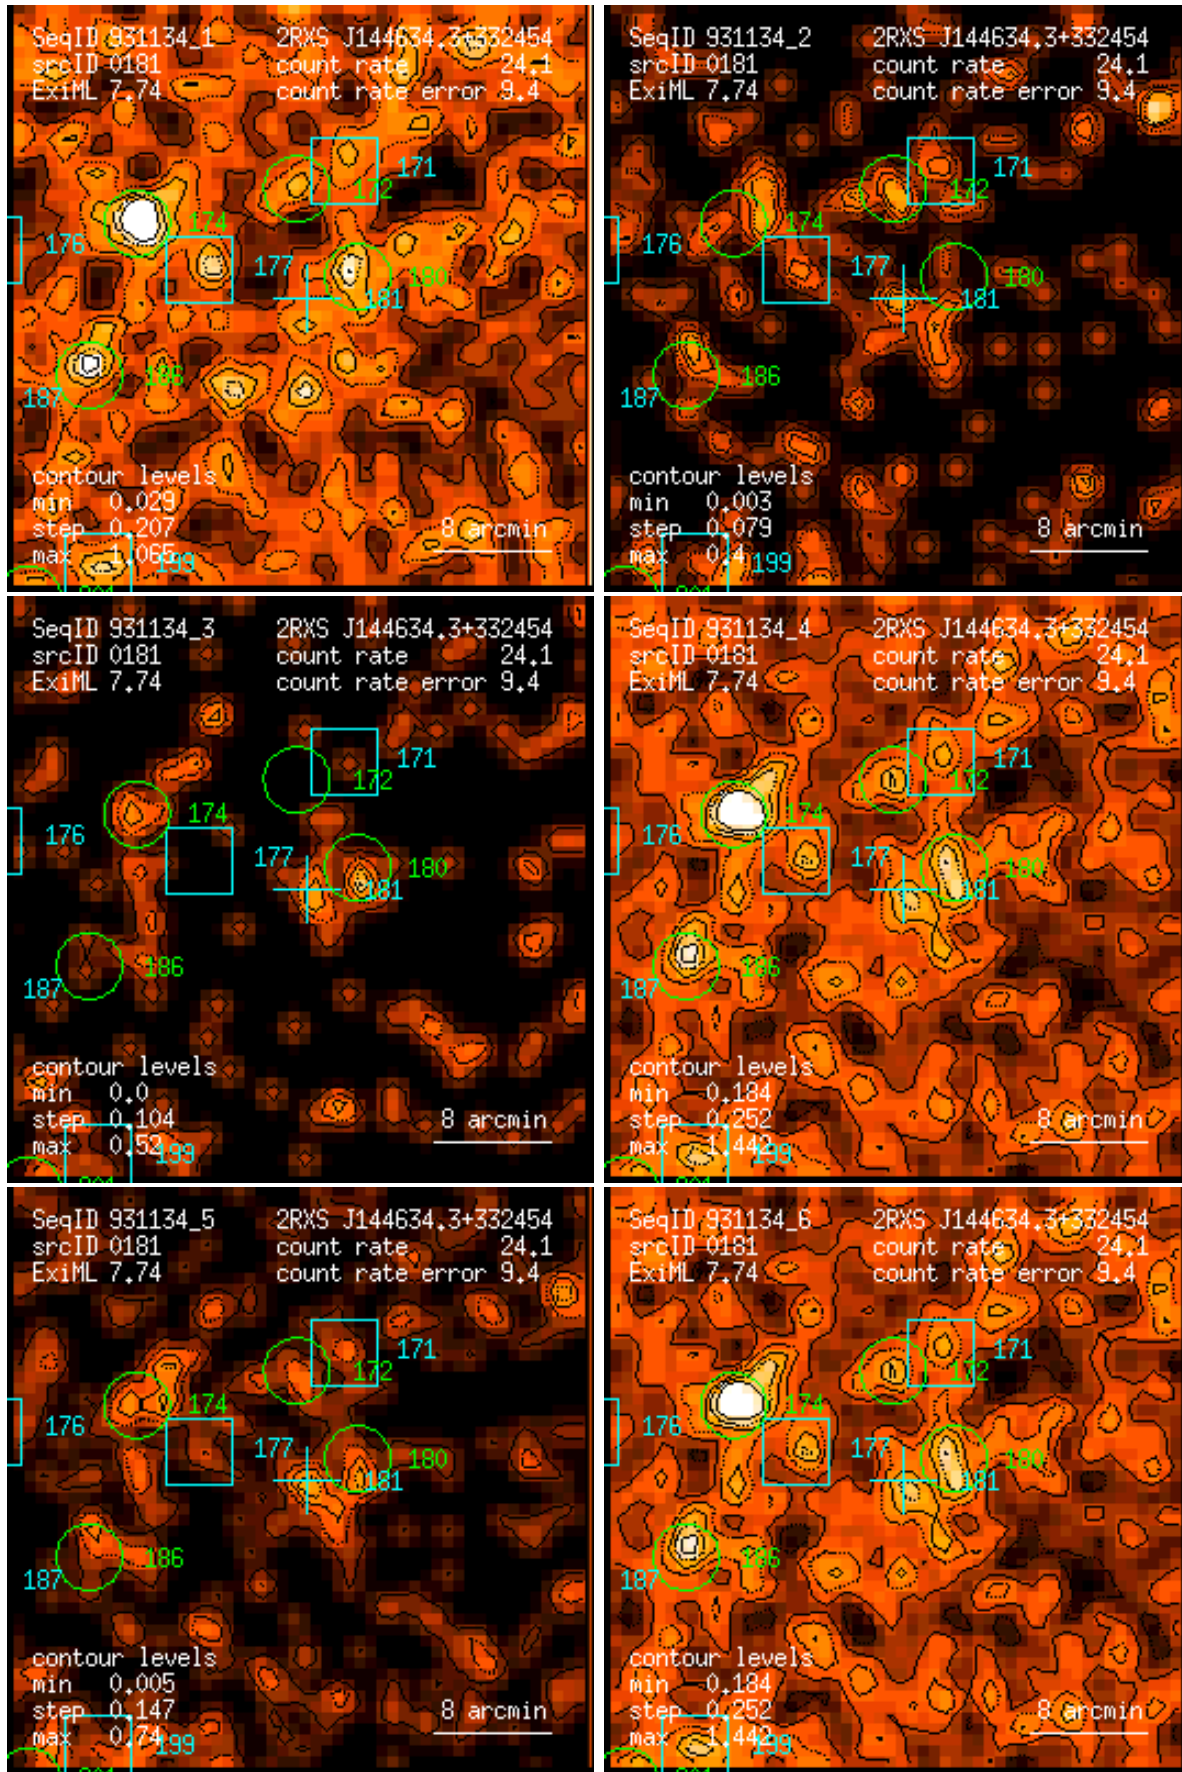 SeqID 931134_1 2RXS J144634.3+332454
srcID 0181 count rate 24.1
ExiML 7.74 count rate error 9.4
171
172
174
176
177
180
181
186
187
contour levels
min 0.029
step 0.207
max 1.065
8 arcmin
199
SeqID 931134_2 2RXS J144634.3+332454
srcID 0181 count rate 24.1
ExiML 7.74 count rate error 9.4
171
172
174
176
177
180
181
186
187
contour levels
min 0.003
step 0.079
max 0.4
8 arcmin
199
SeqID 931134_3 2RXS J144634.3+332454
srcID 0181 count rate 24.1
ExiML 7.74 count rate error 9.4
171
172
174
176
177
180
181
186
187
contour levels
min 0.0
step 0.104
max 0.52
8 arcmin
199
SeqID 931134_4 2RXS J144634.3+332454
srcID 0181 count rate 24.1
ExiML 7.74 count rate error 9.4
171
172
174
176
177
180
181
186
187
contour levels
min 0.184
step 0.252
max 1.442
8 arcmin
199
SeqID 931134_5 2RXS J144634.3+332454
srcID 0181 count rate 24.1
ExiML 7.74 count rate error 9.4
171
172
174
176
177
180
181
186
187
contour levels
min 0.005
step 0.147
max 0.74
8 arcmin
199
SeqID 931134_6 2RXS J144634.3+332454
srcID 0181 count rate 24.1
ExiML 7.74 count rate error 9.4
171
172
174
176
177
180
181
186
187
contour levels
min 0.184
step 0.252
max 1.442
8 arcmin
199